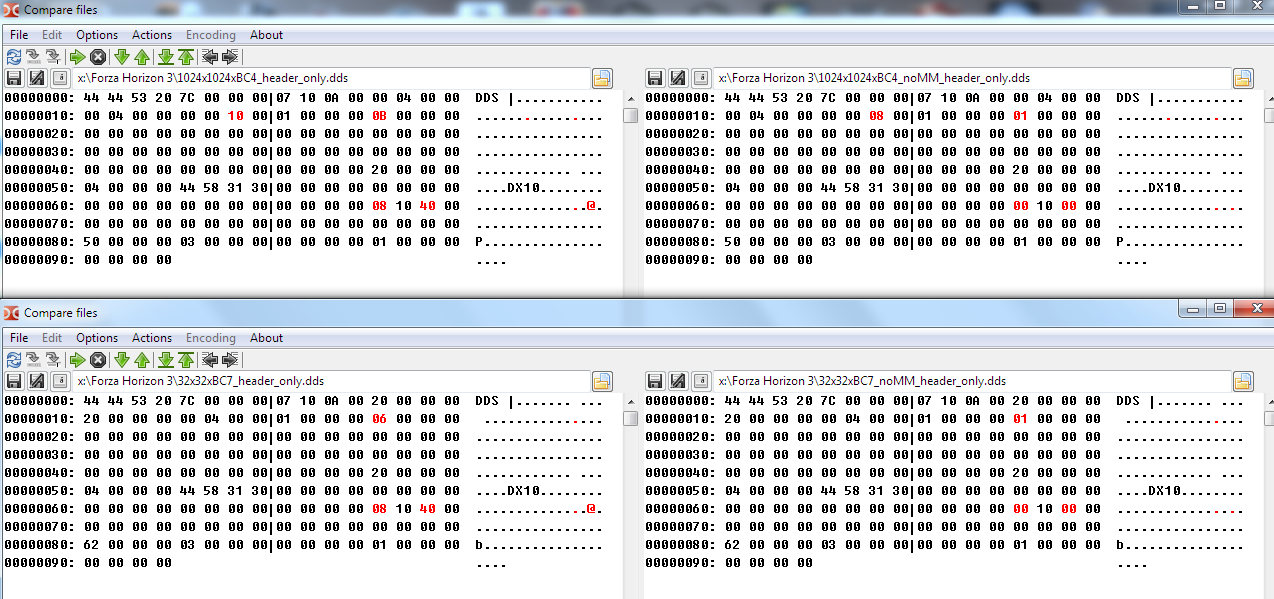 Compare files
File Edit Options Actions Encoding About
x:\Forza Horizon 3\1024x1024xBC4_header_only.dds x:\Forza Horizon 3\1024x1024xBC4_noMM_header_only.dds
00000000: 44 44 53 20 7C 00 00 00|07 10 0A 00 00 04 00 00 DDS |........... 00000000: 44 44 53 20 7C 00 00 00|07 10 0A 00 00 04 00 00 DDS |...........
00000010: 00 04 00 00 00 00 10 00|01 00 00 00 0B 00 00 00 ................ 00000010: 00 04 00 00 00 00 08 00|01 00 00 00 01 00 00 00 ................
00000020: 00 00 00 00 00 00 00 00|00 00 00 00 00 00 00 00 ................ 00000020: 00 00 00 00 00 00 00 00|00 00 00 00 00 00 00 00 ................
00000030: 00 00 00 00 00 00 00 00|00 00 00 00 00 00 00 00 ................ 00000030: 00 00 00 00 00 00 00 00|00 00 00 00 00 00 00 00 ................
00000040: 00 00 00 00 00 00 00 00|00 00 00 00 20 00 00 00 ............ ... 00000040: 00 00 00 00 00 00 00 00|00 00 00 00 20 00 00 00 ............ ...
00000050: 04 00 00 00 44 58 31 30|00 00 00 00 00 00 00 00 ....DX10........ 00000050: 04 00 00 00 44 58 31 30|00 00 00 00 00 00 00 00 ....DX10........
00000060: 00 00 00 00 00 00 00 00|00 00 00 00 08 10 40 00 ..............@. 00000060: 00 00 00 00 00 00 00 00|00 00 00 00 00 10 00 00 ................
00000070: 00 00 00 00 00 00 00 00|00 00 00 00 00 00 00 00 ................ 00000070: 00 00 00 00 00 00 00 00|00 00 00 00 00 00 00 00 ................
00000080: 50 00 00 00 03 00 00 00|00 00 00 00 01 00 00 00 P............... 00000080: 50 00 00 00 03 00 00 00|00 00 00 00 01 00 00 00 P...............
00000090: 00 00 00 00 .... 00000090: 00 00 00 00 ....
Compare files
File Edit Options Actions Encoding About
x:\Forza Horizon 3\32x32xBC7_header_only.dds x:\Forza Horizon 3\32x32xBC7_noMM_header_only.dds
00000000: 44 44 53 20 7C 00 00 00|07 10 0A 00 20 00 00 00 DDS |....... ... 00000000: 44 44 53 20 7C 00 00 00|07 10 0A 00 20 00 00 00 DDS |....... ...
00000010: 20 00 00 00 00 04 00 00|01 00 00 00 06 00 00 00 ............... 00000010: 20 00 00 00 00 04 00 00|01 00 00 00 01 00 00 00 ...............
00000020: 00 00 00 00 00 00 00 00|00 00 00 00 00 00 00 00 ................ 00000020: 00 00 00 00 00 00 00 00|00 00 00 00 00 00 00 00 ................
00000030: 00 00 00 00 00 00 00 00|00 00 00 00 00 00 00 00 ................ 00000030: 00 00 00 00 00 00 00 00|00 00 00 00 00 00 00 00 ................
00000040: 00 00 00 00 00 00 00 00|00 00 00 00 20 00 00 00 ............ ... 00000040: 00 00 00 00 00 00 00 00|00 00 00 00 20 00 00 00 ............ ...
00000050: 04 00 00 00 44 58 31 30|00 00 00 00 00 00 00 00 ....DX10........ 00000050: 04 00 00 00 44 58 31 30|00 00 00 00 00 00 00 00 ....DX10........
00000060: 00 00 00 00 00 00 00 00|00 00 00 00 08 10 40 00 ..............@. 00000060: 00 00 00 00 00 00 00 00|00 00 00 00 00 10 00 00 ................
00000070: 00 00 00 00 00 00 00 00|00 00 00 00 00 00 00 00 ................ 00000070: 00 00 00 00 00 00 00 00|00 00 00 00 00 00 00 00 ................
00000080: 62 00 00 00 03 00 00 00|00 00 00 00 01 00 00 00 b............... 00000080: 62 00 00 00 03 00 00 00|00 00 00 00 01 00 00 00 b...............
00000090: 00 00 00 00 .... 00000090: 00 00 00 00 ....